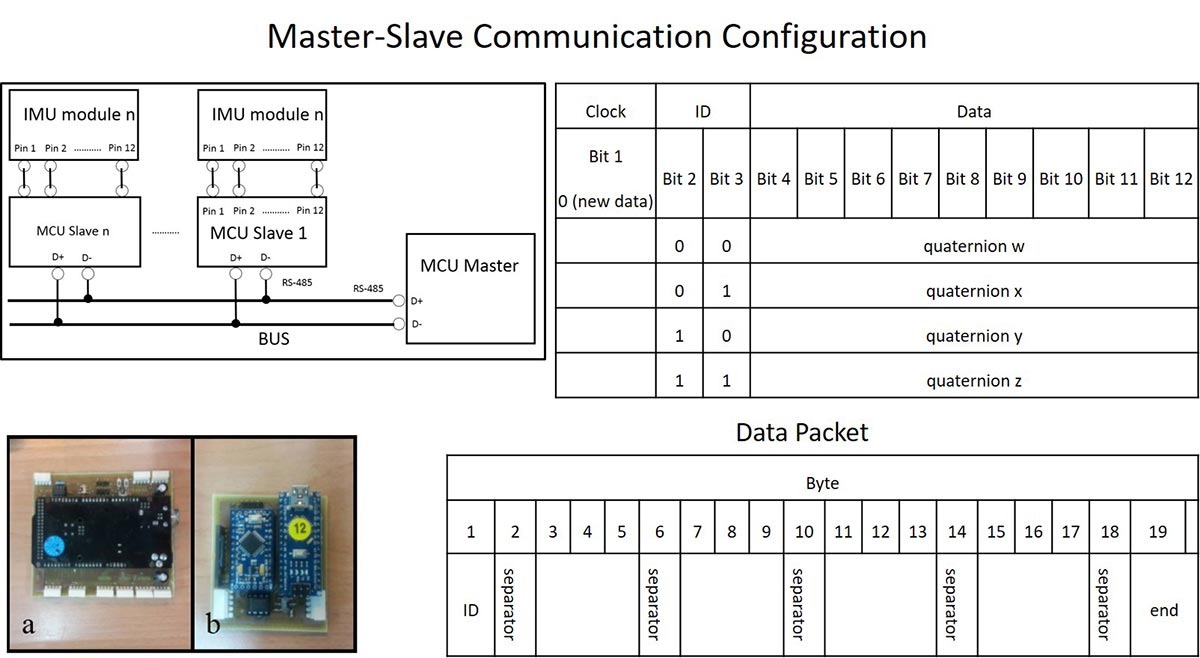 Master-Slave Communication Configuration
IMU module n
Pin 1 Pin 2 ........... Pin 12
MCU Slave n
D+ D-
...........
IMU module n
Pin 1 Pin 2 ........... Pin 12
Pin 1 Pin 2 ........... Pin 12
MCU Slave 1
D+ D-
RS-485
RS-485
MCU Master
D+
D-
BUS
Clock ID Data
Bit 1
0 (new data)
Bit 2 Bit 3 Bit 4 Bit 5 Bit 6 Bit 7 Bit 8 Bit 9 Bit 10 Bit 11 Bit 12
0 0 quaternion w
0 1 quaternion x
1 0 quaternion y
1 1 quaternion z
a
12
b
Data Packet
Byte
1 2 3 4 5 6 7 8 9 10 11 12 13 14 15 16 17 18 19
ID separator separator separator separator separator end